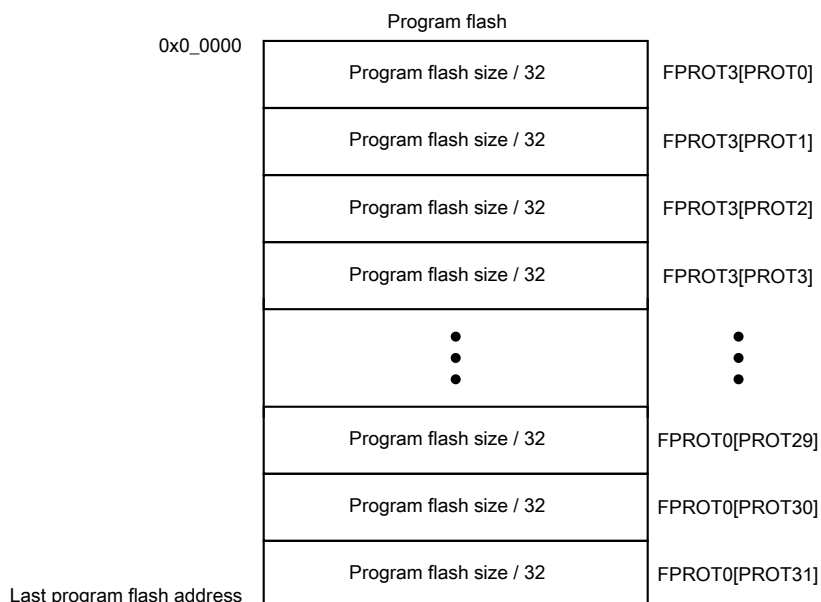 Program flash
0x0_0000
Program flash size / 32 FPROT3[PROT0]
Program flash size / 32 FPROT3[PROT1]
Program flash size / 32 FPROT3[PROT2]
Program flash size / 32 FPROT3[PROT3]
Program flash size / 32 FPROT0[PROT29]
Program flash size / 32 FPROT0[PROT30]
Program flash size / 32 FPROT0[PROT31]
Last program flash address